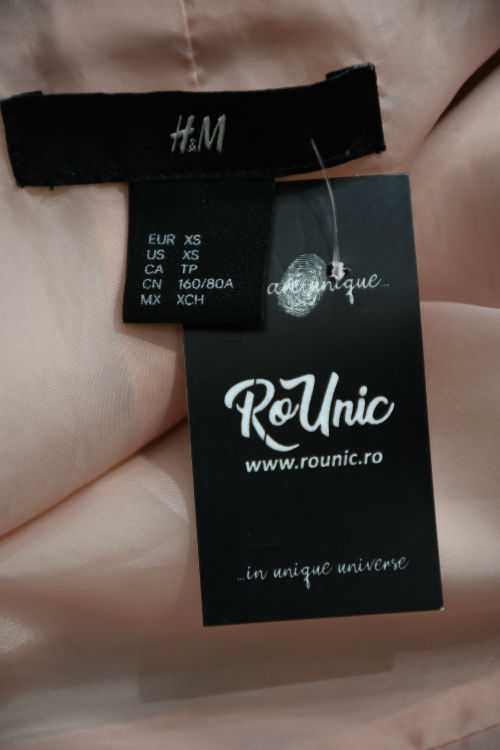 H&M
EUR XS
US XS
CA TP
CN 160/80A
MX XCH
are unique...
RoUnic
www.rounic.ro
...in unique universe